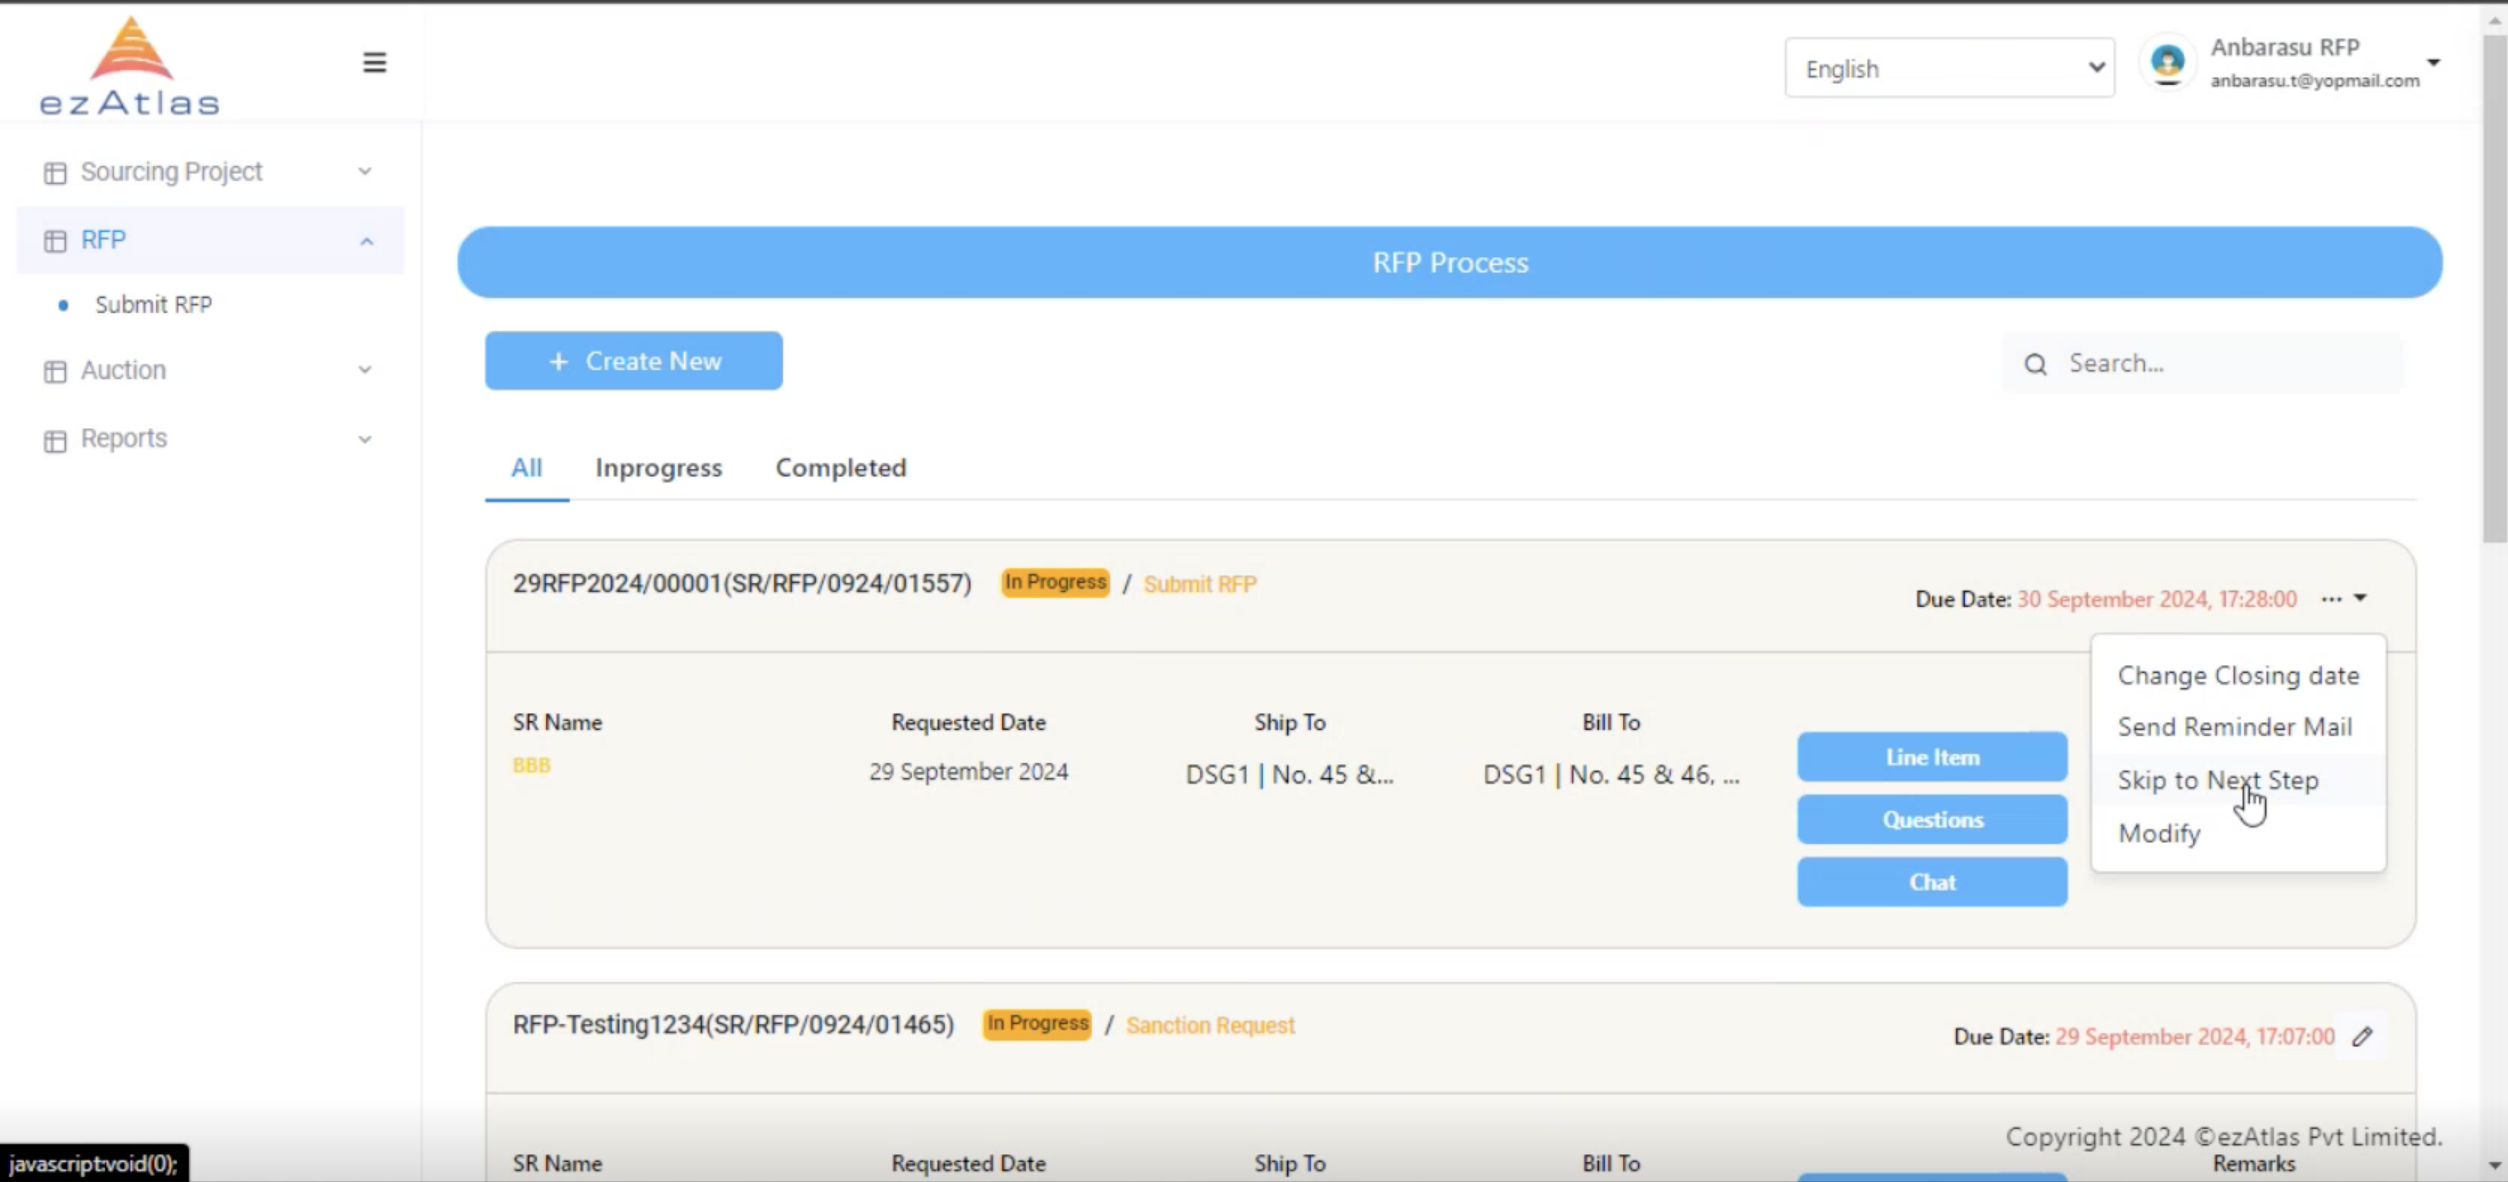 ezAtlas
English
Anbarasu RFP
anbarasu.t@yopmail.com
Sourcing Project
RFP
Submit RFP
Auction
Reports
RFP Process
+ Create New
Search...
All
Inprogress
Completed
29RFP2024/00001(SR/RFP/0924/01557) In Progress / Submit RFP
Due Date: 30 September 2024, 17:28:00 ...
Change Closing date
Send Reminder Mail
Skip to Next Step
Modify
SR Name
Requested Date
Ship To
Bill To
BBB
29 September 2024
DSG1 | No. 45 &...
DSG1 | No. 45 & 46, ...
Line Item
Questions
Chat
RFP-Testing1234(SR/RFP/0924/01465) In Progress / Sanction Request
Due Date: 29 September 2024, 17:07:00
Copyright 2024 ©ezAtlas Pvt Limited.
SR Name
Requested Date
Ship To
Bill To
Remarks
javascript:void(0);